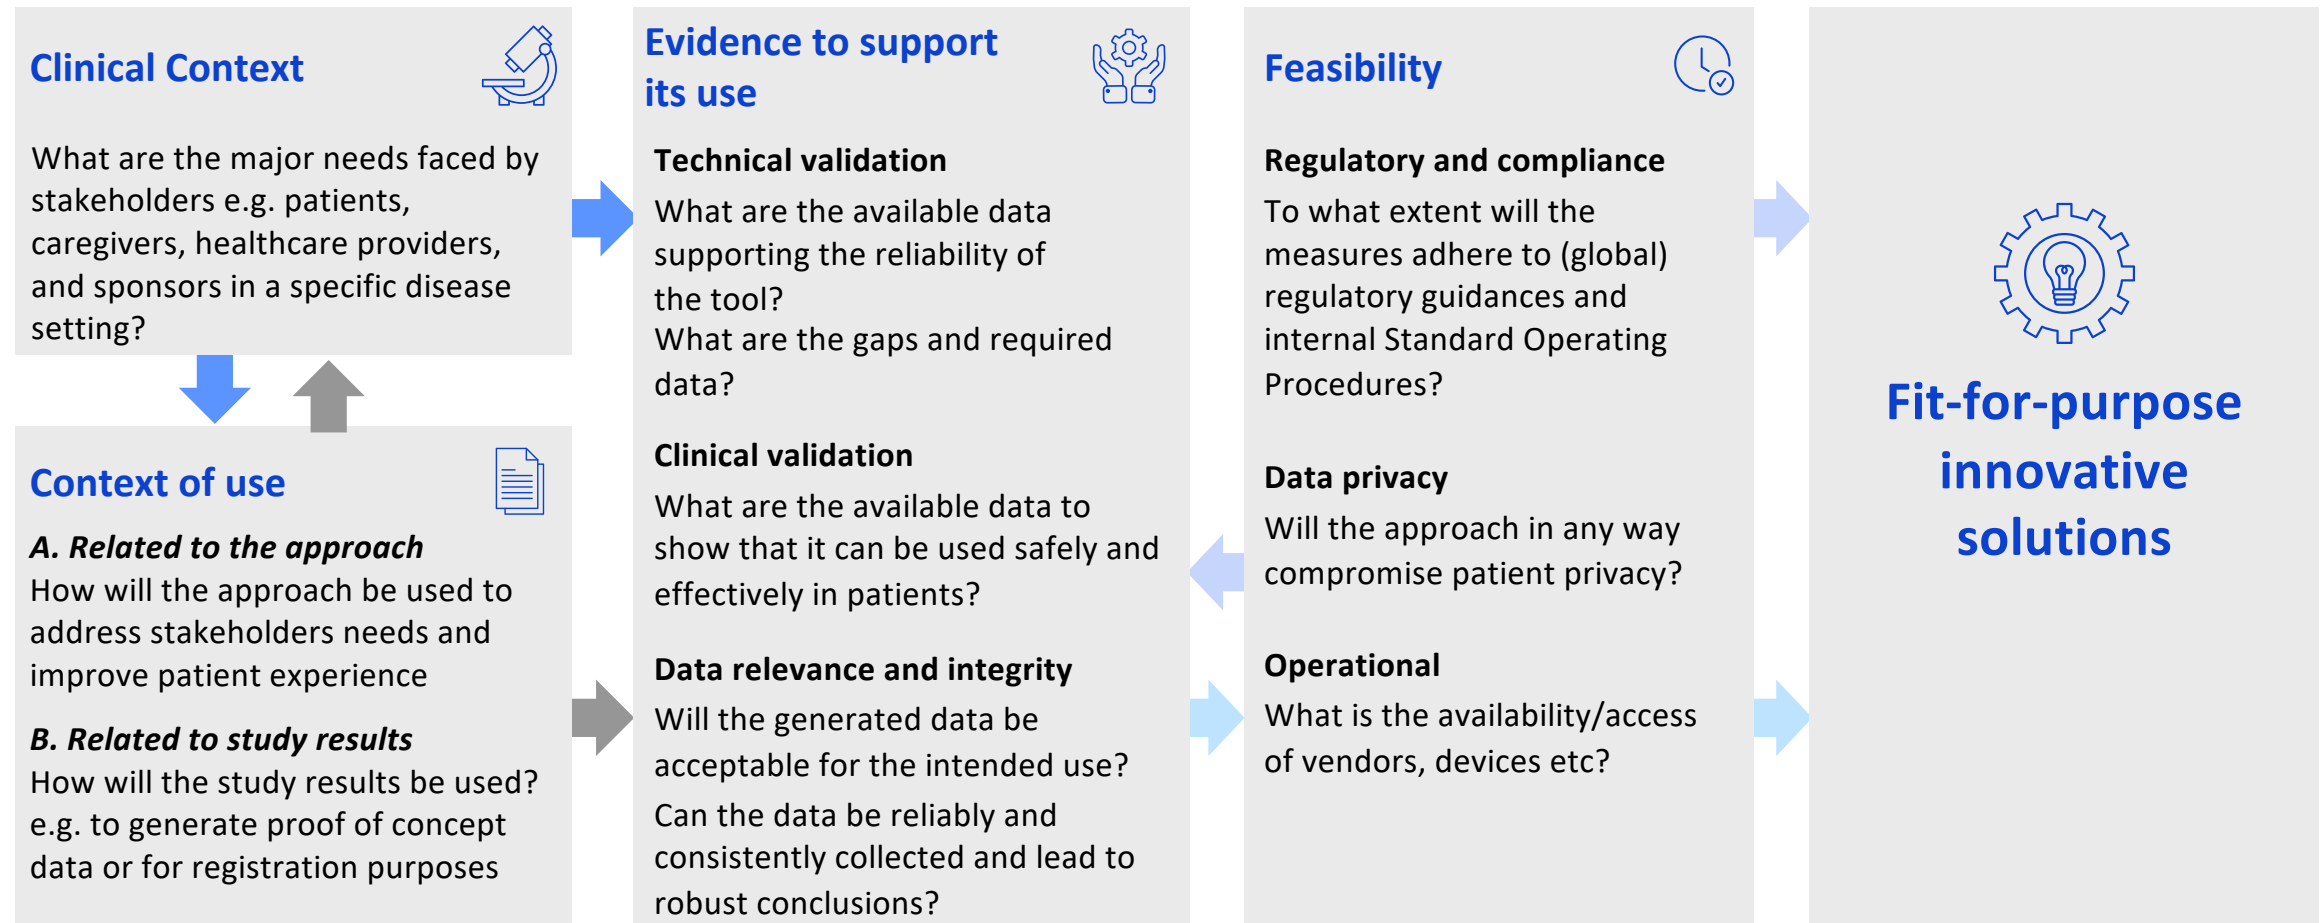 Clinical Context
What are the major needs faced by
stakeholders e.g. patients,
caregivers, healthcare providers,
and sponsors in a specific disease
setting?
Context of use
A. Related to the approach
How will the approach be used to
address stakeholders needs and
improve patient experience
B. Related to study results
How will the study results be used?
e.g. to generate proof of concept
data or for registration purposes
Evidence to support
its use
Technical validation
What are the available data
supporting the reliability of
the tool?
What are the gaps and required
data?
Clinical validation
What are the available data to
show that it can be used safely and
effectively in patients?
Data relevance and integrity
Will the generated data be
acceptable for the intended use?
Can the data be reliably and
consistently collected and lead to
robust conclusions?
Feasibility
Regulatory and compliance
To what extent will the
measures adhere to (global)
regulatory guidances and
internal Standard Operating
Procedures?
Data privacy
Will the approach in any way
compromise patient privacy?
Operational
What is the availability/access
of vendors, devices etc?
Fit-for-purpose
innovative
solutions